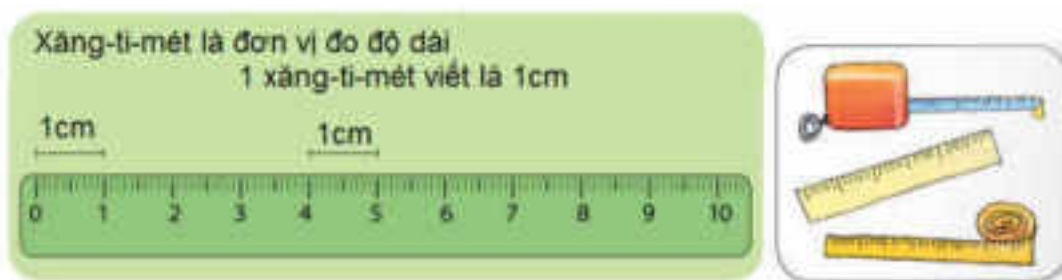 Xăng-ti-mét là đơn vị đo độ dài
1 xăng-ti-mét viết là 1cm
1cm 1cm
0 1 2 3 4 5 6 7 8 9 10